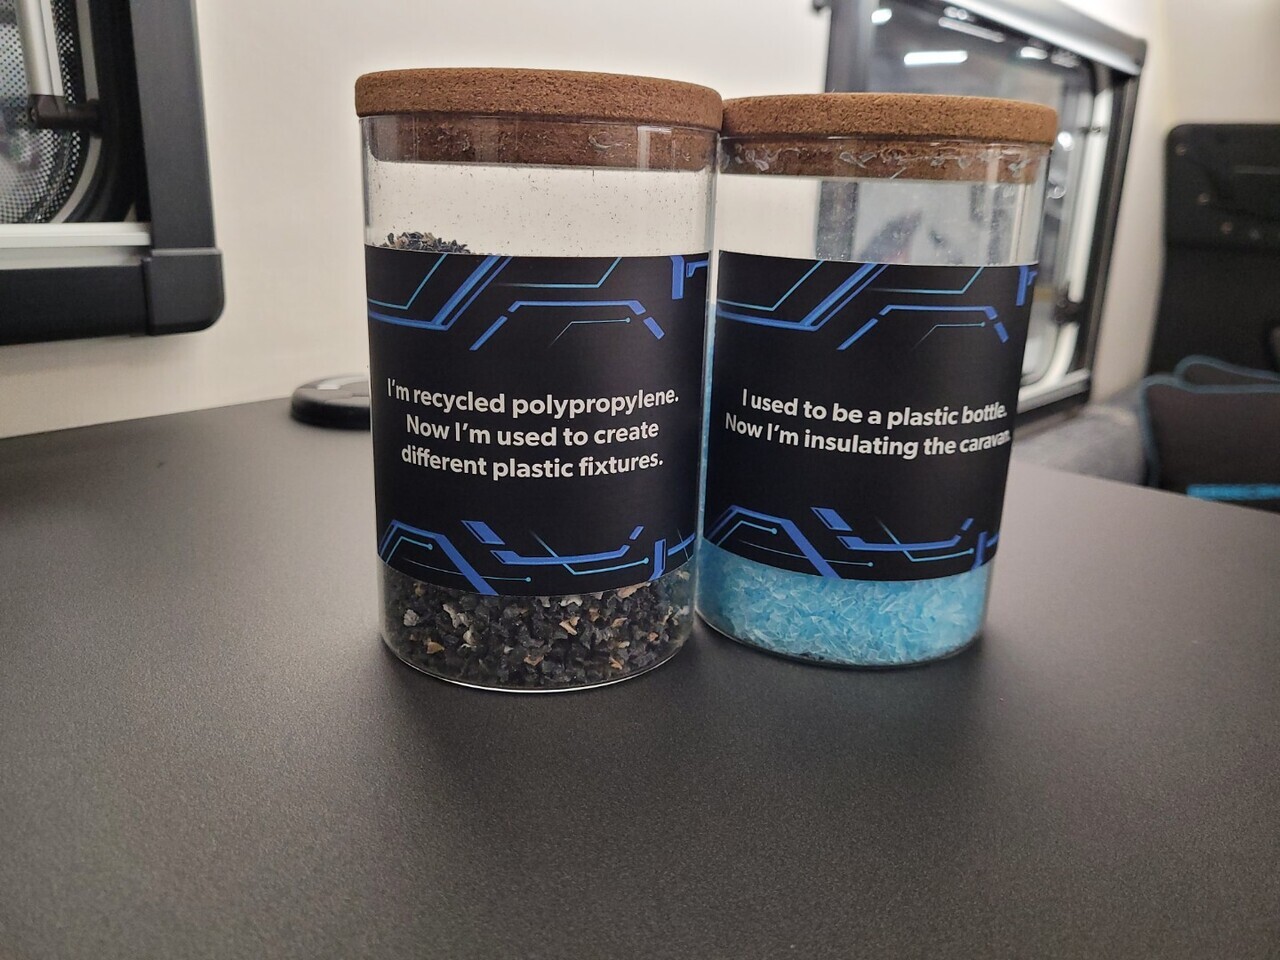 I'm recycled polypropylene.
Now I'm used to create
different plastic fixtures.
I used to be a plastic bottle.
Now I'm insulating the caravan.